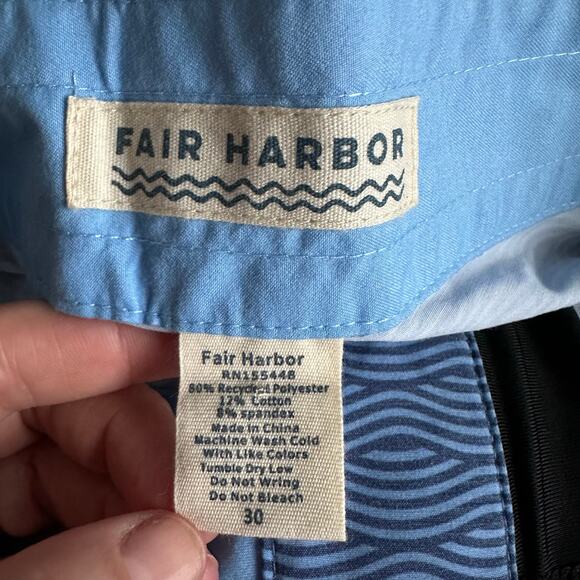 FAIR HARBOR
Fair Harbor
RN155448
80% Recycled Polyester
12% Cotton
8% spandex
Made in China
Machine Wash Cold
With Like Colors
Tumble Dry Low
Do Not Wring
Do Not Bleach
30